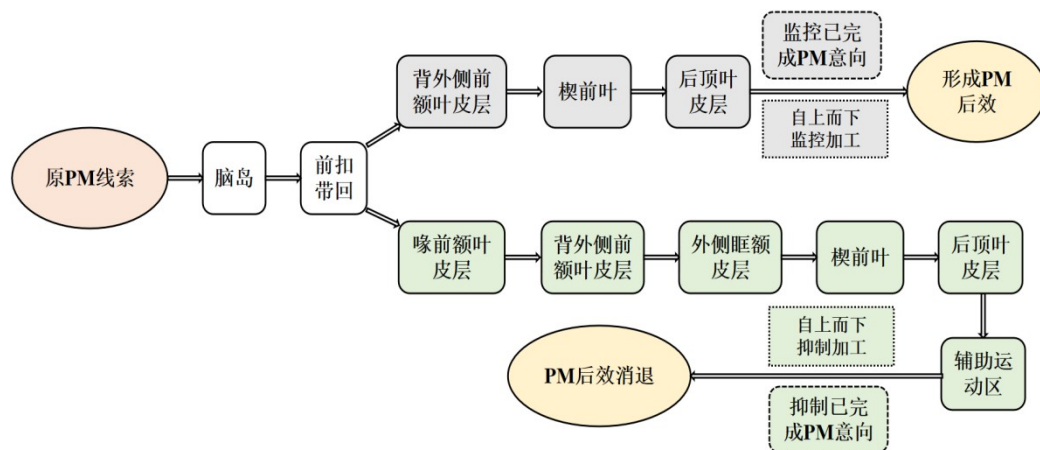 监控已完
成PM意向
背外侧前
额叶皮层
楔前叶
后顶叶
皮层
形成PM
后效
自上而下
监控加工
原PM线索
脑岛
前扣
带回
喙前额叶
皮层
背外侧前
额叶皮层
外侧眶额
皮层
楔前叶
后顶叶
皮层
自上而下
抑制加工
PM后效消退
辅助运
动区
抑制已完
成PM意向